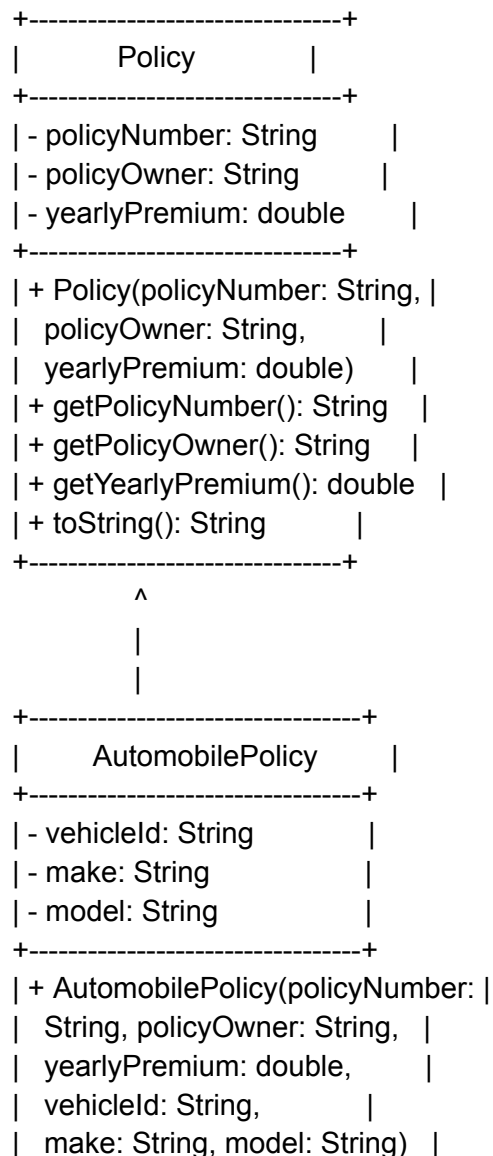 +--------------------------------+
|          Policy            |
+--------------------------------+
| - policyNumber: String        |
| - policyOwner: String        |
| - yearlyPremium: double       |
+--------------------------------+
| + Policy(policyNumber: String, |
|   policyOwner: String,        |
|   yearlyPremium: double)      |
| + getPolicyNumber(): String   |
| + getPolicyOwner(): String    |
| + getYearlyPremium(): double  |
| + toString(): String         |
+--------------------------------+
^
|
|
+----------------------------------+
|       AutomobilePolicy       |
+----------------------------------+
| - vehicleId: String           |
| - make: String               |
| - model: String              |
+----------------------------------+
| + AutomobilePolicy(policyNumber: |
|   String, policyOwner: String,   |
|   yearlyPremium: double,       |
|   vehicleId: String,          |
|   make: String, model: String)  |